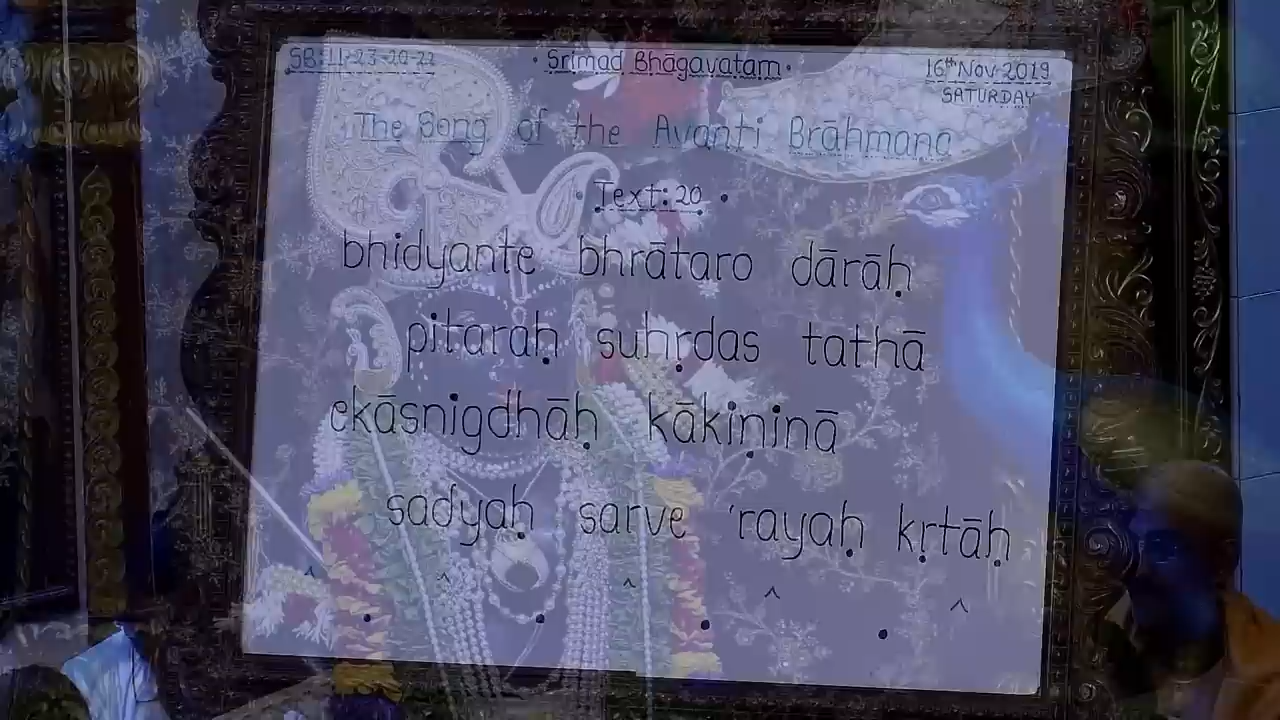 SB-11-23-20-22
• Srimad Bhāgavatam •
16th Nov-2019
SATURDAY
The Song of the Avanti Brāhmana
• Text:20 •
bhidyante bhrātaro dārāḥ
pitaraḥ suhṛdas tathā
ekāsnigdhāḥ kākiṇinā
sadyaḥ sarve 'rayaḥ kṛtāḥ